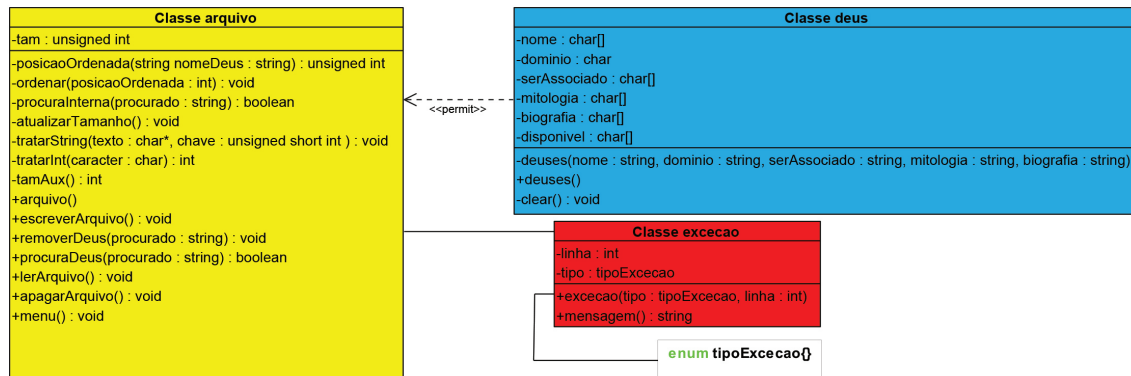 Classe arquivo
-tam : unsigned int
-posicaoOrdenada(string nomeDeus : string) : unsigned int
-ordenar(posicaoOrdenada : int) : void
-procuraInterna(procurado : string) : boolean
-atualizarTamanho() : void
-tratarString(texto : char*, chave : unsigned short int ) : void
-tratarInt(caracter : char) : int
-tamAux() : int
+arquivo()
+escreverArquivo() : void
+removerDeus(procurado : string) : void
+procuraDeus(procurado : string) : boolean
+lerArquivo() : void
+apagarArquivo() : void
+menu() : void
<<permit>>
Classe deus
-nome : char[]
-dominio : char
-serAssociado : char[]
-mitologia : char[]
-biografia : char[]
-disponivel : char[]
-deuses(nome : string, dominio : string, serAssociado : string, mitologia : string, biografia : string)
+deuses()
-clear() : void
Classe excecao
-linha : int
-tipo : tipoExcecao
+excecao(tipo : tipoExcecao, linha : int)
+mensagem() : string
enum tipoExcecao{}